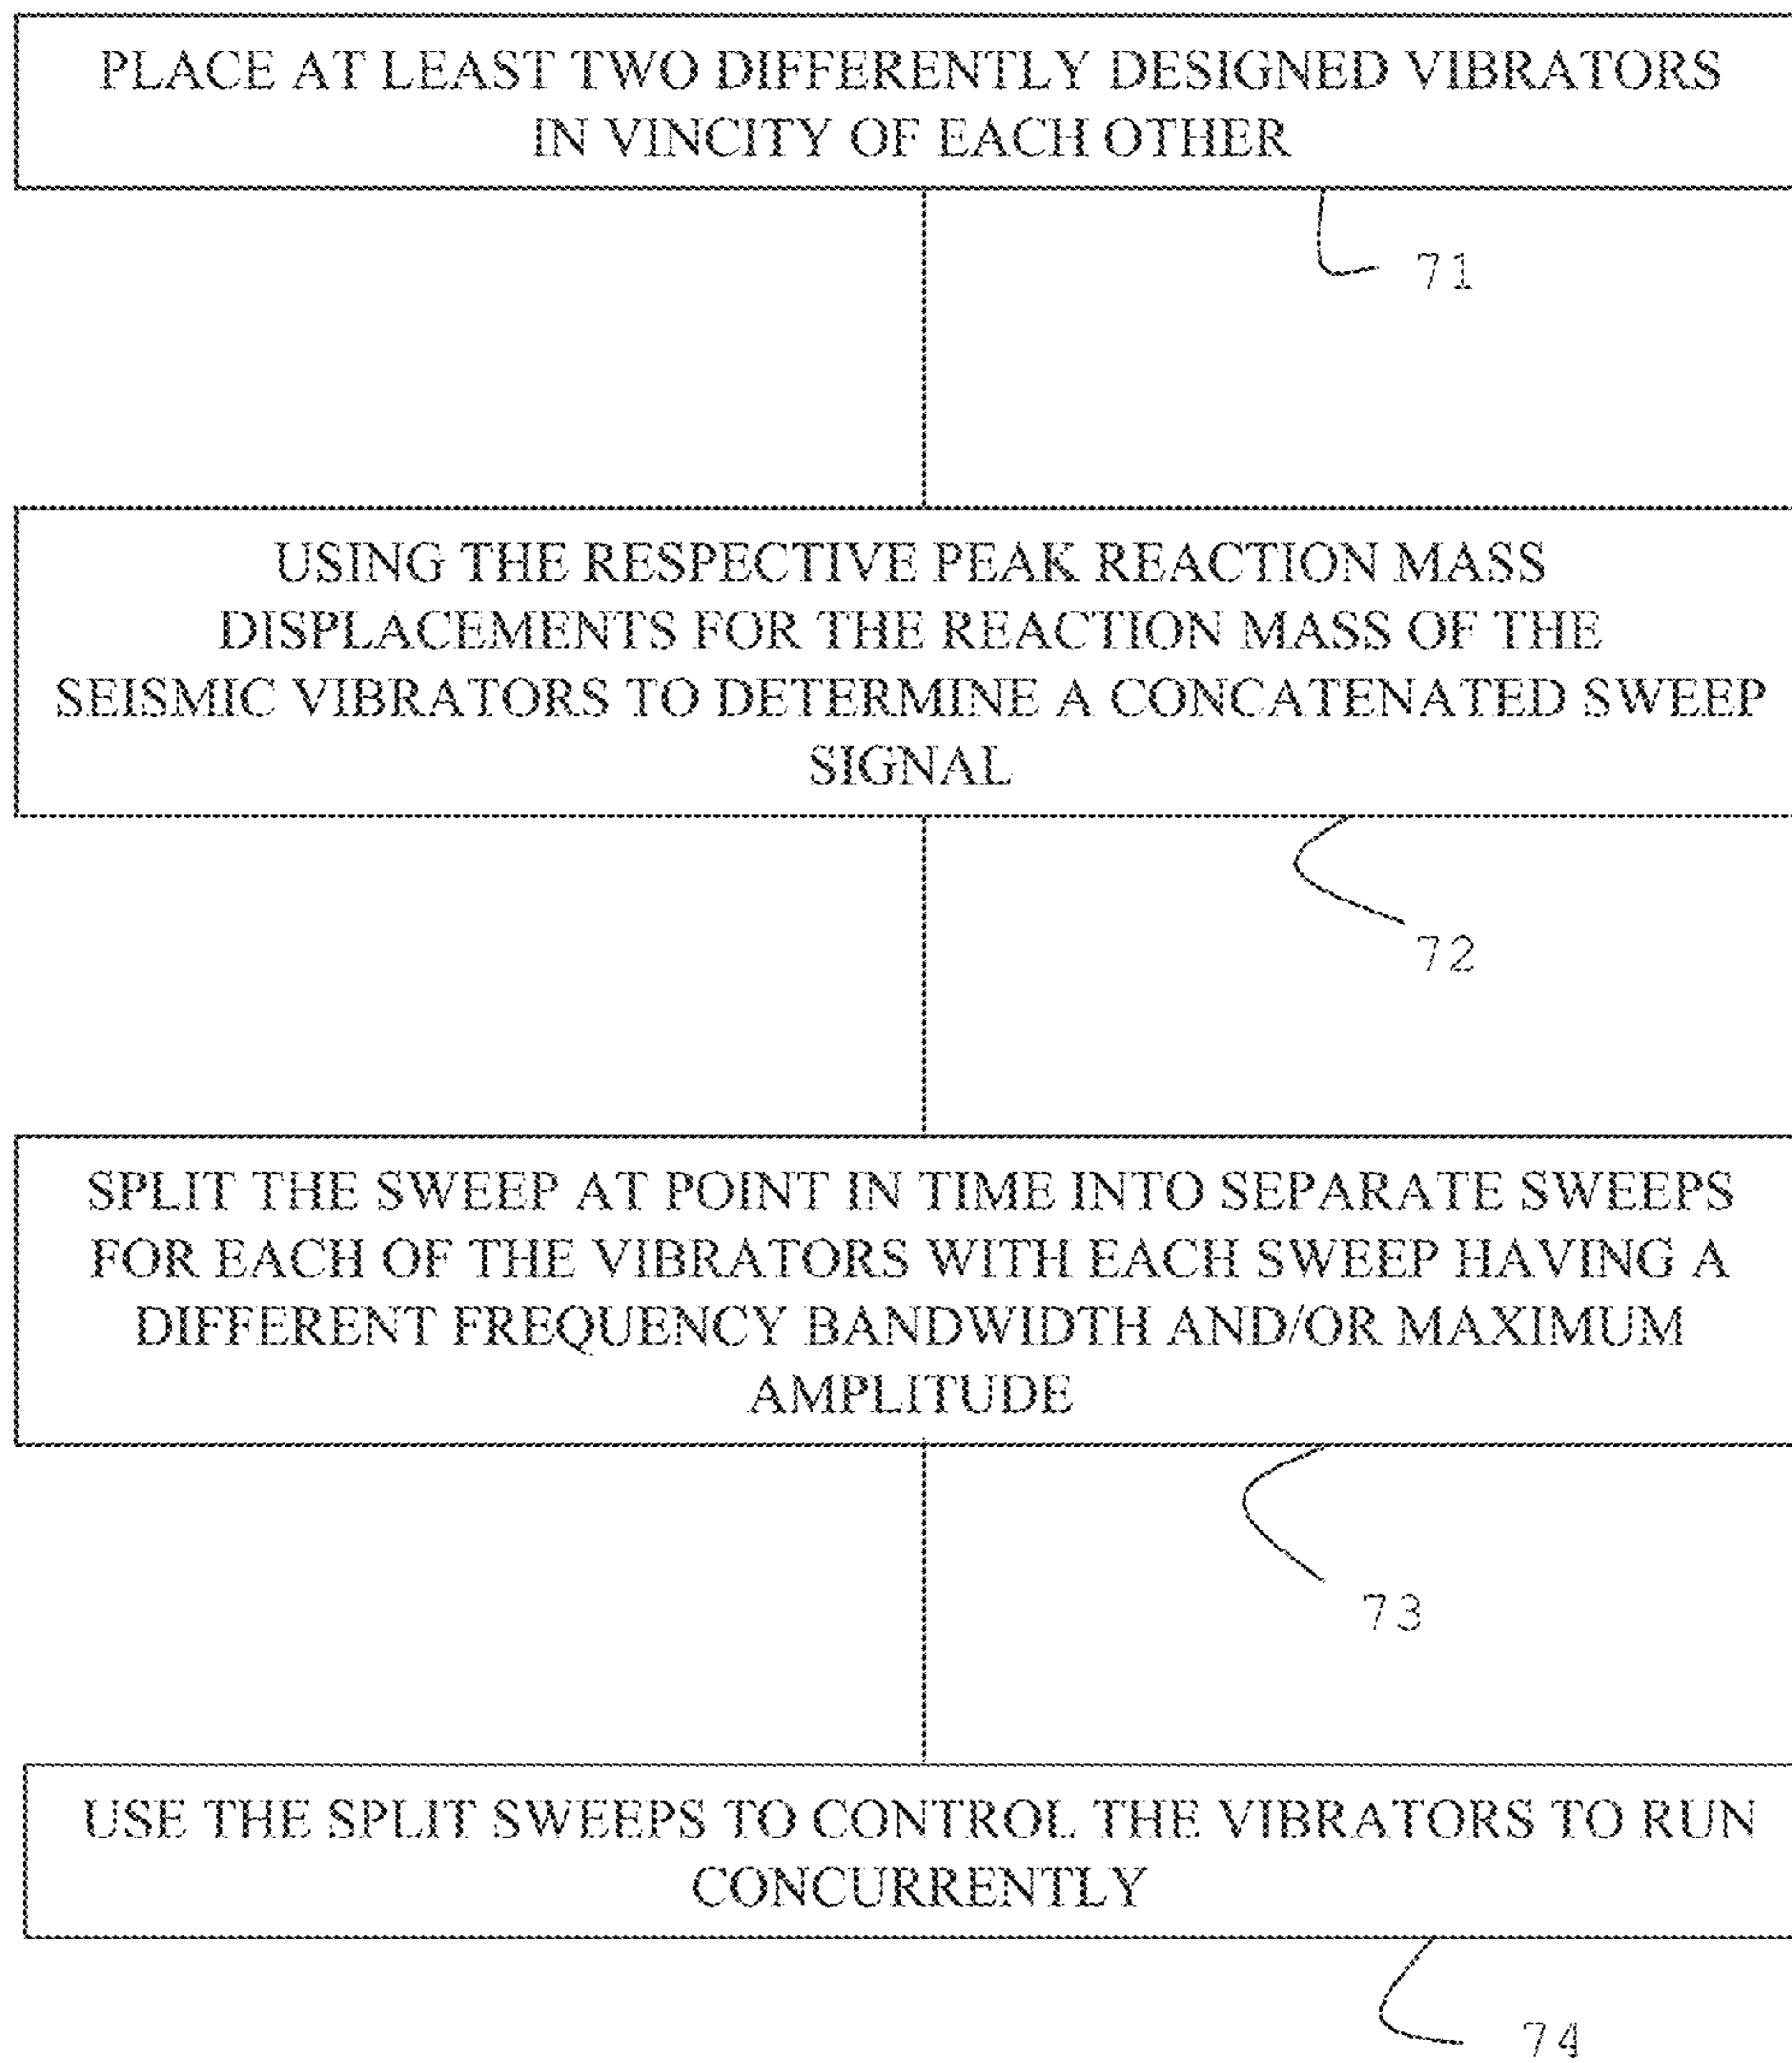 PLACE AT LEAST TWO DIFFERENTLY DESIGNED VIBRATORS
IN VINCITY OF EACH OTHER
71
USING THE RESPECTIVE PEAK REACTION MASS
DISPLACEMENTS FOR THE REACTION MASS OF THE
SEISMIC VIBRATORS TO DETERMINE A CONCATENATED SWEEP
SIGNAL
72
SPLIT THE SWEEP AT POINT IN TIME INTO SEPARATE SWEEPS
FOR EACH OF THE VIBRATORS WITH EACH SWEEP HAVING A
DIFFERENT FREQUENCY BANDWIDTH AND/OR MAXIMUM
AMPLITUDE
73
USE THE SPLIT SWEEPS TO CONTROL THE VIBRATORS TO RUN
CONCURRENTLY
74